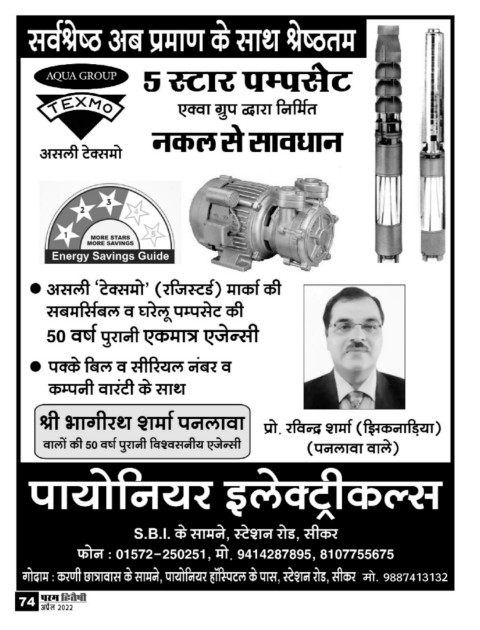 सर्वश्रेष्ठ अब प्रमाण के साथ श्रेष्ठतम
AQUA GROUP
TEXMO
असली टेक्समो
5 स्टार पम्पसेट
एक्वा ग्रुप द्वारा निर्मित
नकल से सावधान
1 2 3
MORE STARS
MORE SAVINGS
Energy Savings Guide
● असली ‘टेक्समो’ (रजिस्टर्ड) मार्का की
सबमर्सिबल व घरेलू पम्पसेट की
50 वर्ष पुरानी एकमात्र एजेन्सी
● पक्के बिल व सीरियल नंबर व
कम्पनी वारंटी के साथ
श्री भागीरथ शर्मा पनलावा
वालों की 50 वर्ष पुरानी विश्वसनीय एजेन्सी
प्रो. रविन्द्र शर्मा (झिकनाड़िया)
(पनलावा वाले)
पायोनियर इलेक्ट्रीकल्स
S.B.I. के सामने, स्टेशन रोड, सीकर
फोन : 01572-250251, मो. 9414287895, 8107755675
गोदाम : करणी छात्रावास के सामने, पायोनियर हॉस्पिटल के पास, स्टेशन रोड, सीकर मो. 9887413132
74 परम हितैषी
अप्रैल 2022